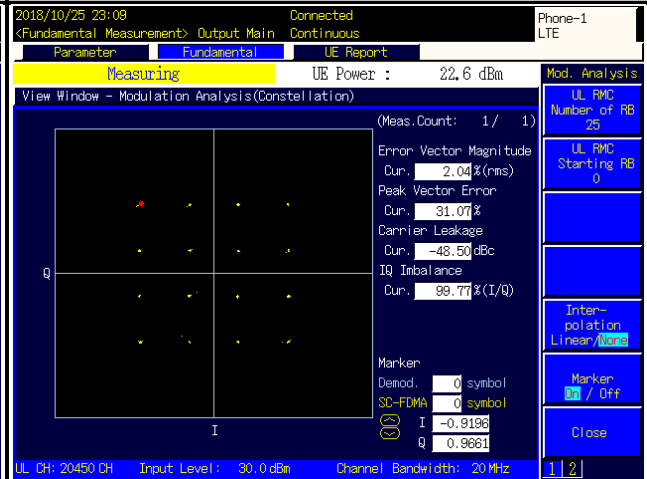 2018/10/25 23:09 Connected Phone-1
<Fundamental Measurement> Output Main Continuous LTE
Parameter Fundamental UE Report
Measuring UE Power : 22.6 dBm Mod. Analysis
View Window - Modulation Analysis(Constellation)
(Meas.Count: 1/ 1)
Error Vector Magnitude
Cur. 2.04 %(rms)
Peak Vector Error
Cur. 31.07 %
Carrier Leakage
Cur. -48.50 dBc
IQ Imbalance
Cur. 99.77 %(I/Q)
Q
I
Marker
Demod. 0 symbol
SC-FDMA 0 symbol
I -0.9196
Q 0.9661
UL RMC
Number of RB
25
UL RMC
Starting RB
0
Inter-
polation
Linear/None
Marker
On / Off
Close
UL CH: 20450 CH Input Level: 30.0 dBm Channel Bandwidth: 20 MHz 1 2